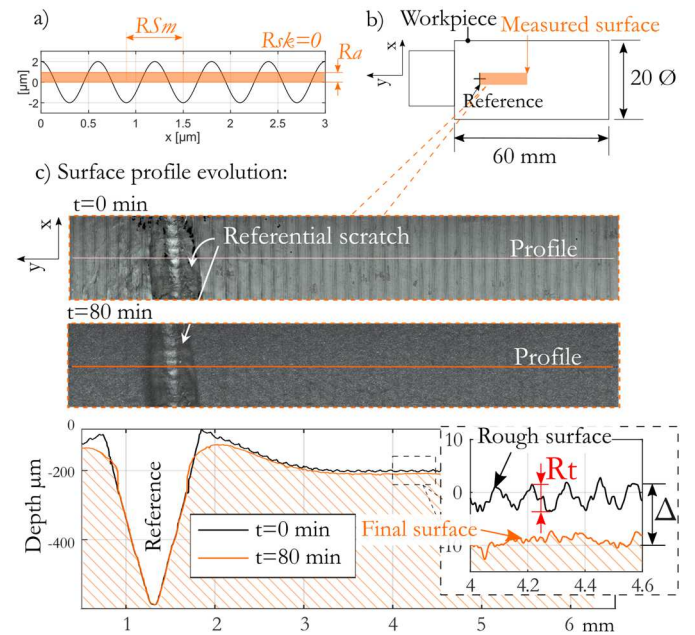 a)
RSm
Rsk=0
Ra
[µm]
2
0
-2
0
0.5
1
1.5
2
2.5
3
x [µm]
b)
Workpiece
Measured surface
x
y
Reference
20 Ø
60 mm
c) Surface profile evolution:
t=0 min
x
y
Referential scratch
Profile
t=80 min
Profile
Depth µm
0
-200
-400
Reference
t=0 min
t=80 min
1
2
3
4
5
6
mm
10
0
-10
Rough surface
Rt
Δ
Final surface
4
4.2
4.4
4.6